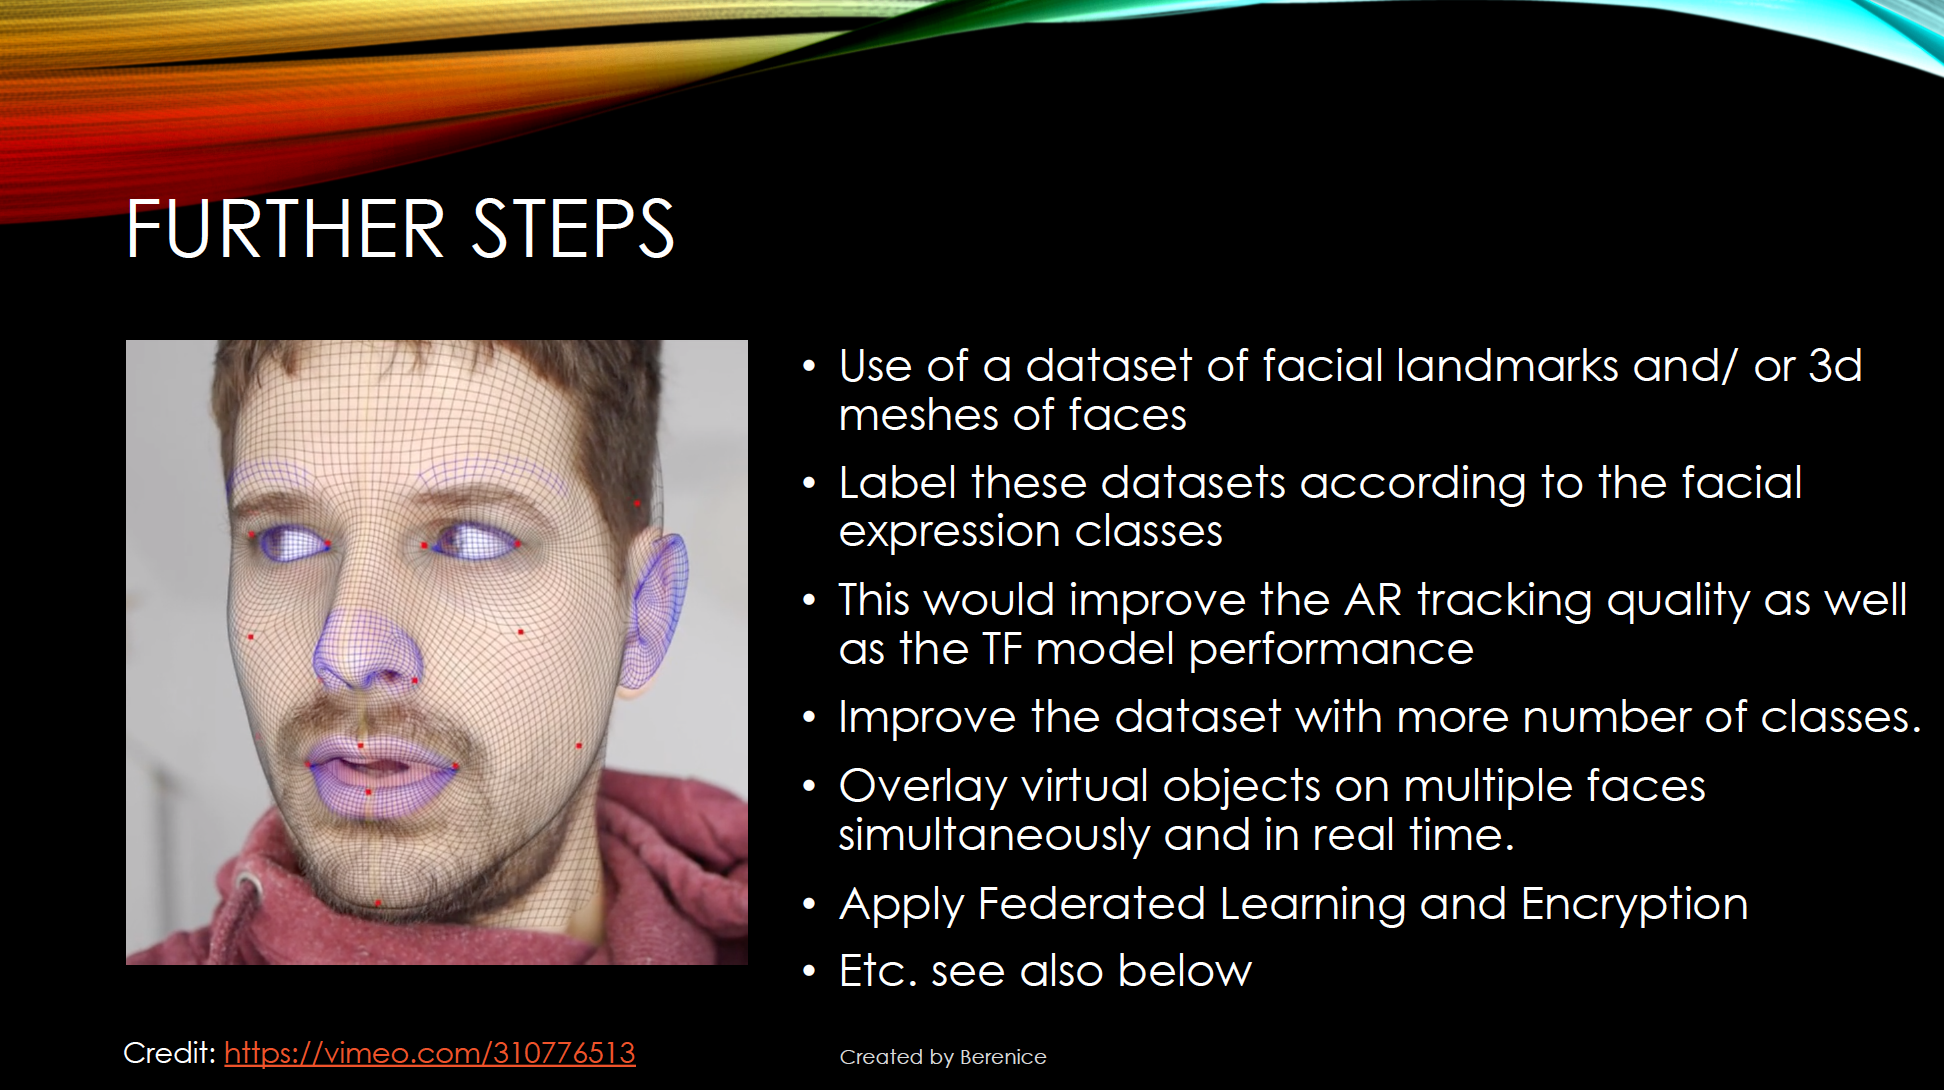 FURTHER STEPS
• Use of a dataset of facial landmarks and/ or 3d
meshes of faces
• Label these datasets according to the facial
expression classes
• This would improve the AR tracking quality as well
as the TF model performance
• Improve the dataset with more number of classes.
• Overlay virtual objects on multiple faces
simultaneously and in real time.
• Apply Federated Learning and Encryption
• Etc. see also below
Credit: https://vimeo.com/310776513
Created by Berenice